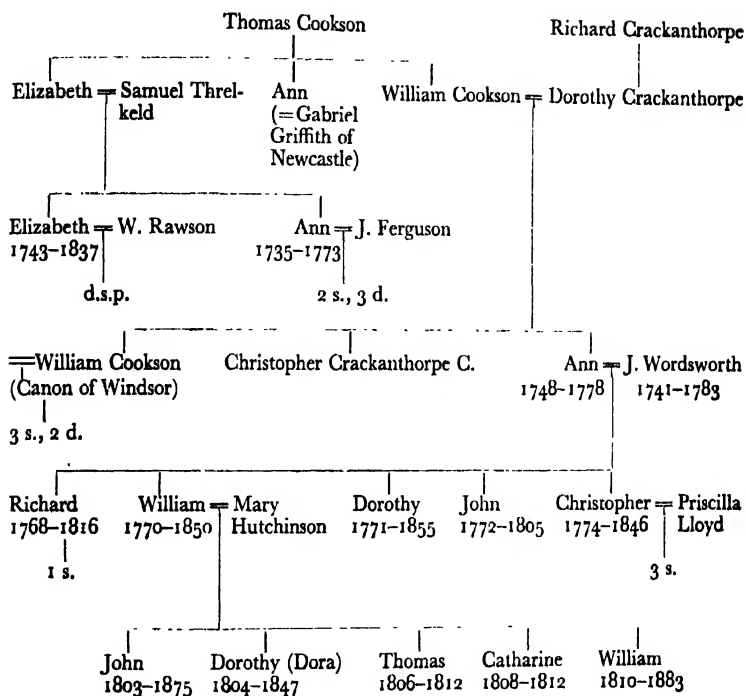 Thomas Cookson
Richard Crackanthorpe
Elizabeth = Samuel Threl-
keld
Ann
(=Gabriel
Griffith of
Newcastle)
William Cookson = Dorothy Crackanthorpe
Elizabeth = W. Rawson
1743–1837
d.s.p.
Ann = J. Ferguson
1735–1773
2 s., 3 d.
=William Cookson
(Canon of Windsor)
3 s., 2 d.
Christopher Crackanthorpe C.
Ann = J. Wordsworth
1748–1778 1741–1783
Richard
1768–1816
1 s.
William = Mary
1770–1850 Hutchinson
Dorothy
1771–1855
John
1772–1805
Christopher = Priscilla
1774–1846 Lloyd
3 s.
John
1803–1875
Dorothy (Dora)
1804–1847
Thomas
1806–1812
Catharine
1808–1812
William
1810–1883